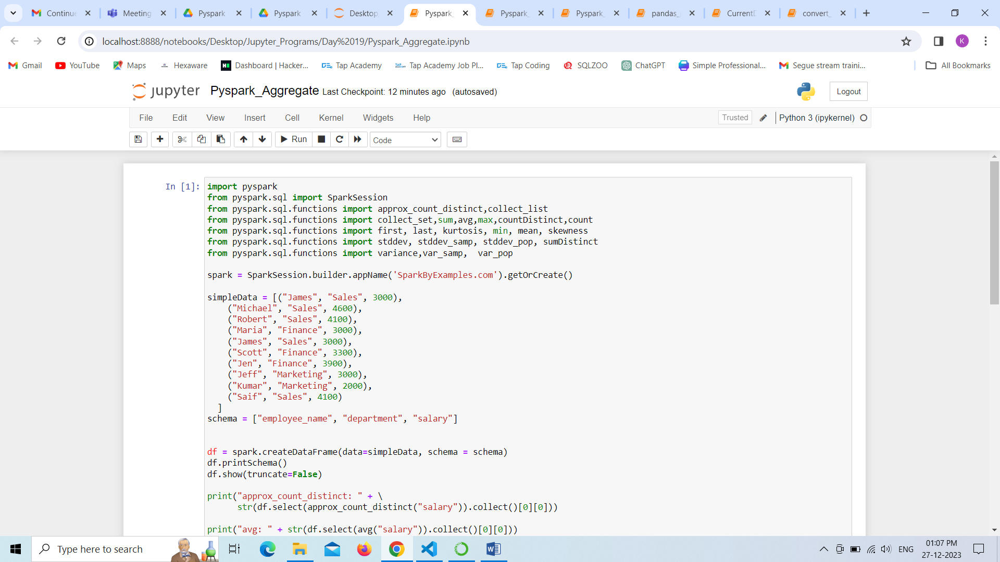 Continue
Meeting
Pyspark
Pyspark
Desktop
Pyspark_
Pyspark_
Pyspark_
pandas_
CurrentD
convert_
localhost:8888/notebooks/Desktop/Jupyter_Programs/Day%2019/Pyspark_Aggregate.ipynb
K
Gmail YouTube Maps Hexaware Dashboard | Hacker... Tap Academy Tap Academy Job Pl... Tap Coding SQLZOO ChatGPT Simple Professional... Segue stream traini... All Bookmarks
jupyter Pyspark_Aggregate Last Checkpoint: 12 minutes ago (autosaved) Logout
File Edit View Insert Cell Kernel Widgets Help Trusted Python 3 (ipykernel)
Run Code
In [1]:
import pyspark
from pyspark.sql import SparkSession
from pyspark.sql.functions import approx_count_distinct,collect_list
from pyspark.sql.functions import collect_set,sum,avg,max,countDistinct,count
from pyspark.sql.functions import first, last, kurtosis, min, mean, skewness
from pyspark.sql.functions import stddev, stddev_samp, stddev_pop, sumDistinct
from pyspark.sql.functions import variance,var_samp,  var_pop
spark = SparkSession.builder.appName('SparkByExamples.com').getOrCreate()
simpleData = [("James", "Sales", 3000),
    ("Michael", "Sales", 4600),
    ("Robert", "Sales", 4100),
    ("Maria", "Finance", 3000),
    ("James", "Sales", 3000),
    ("Scott", "Finance", 3300),
    ("Jen", "Finance", 3900),
    ("Jeff", "Marketing", 3000),
    ("Kumar", "Marketing", 2000),
    ("Saif", "Sales", 4100)
  ]
schema = ["employee_name", "department", "salary"]
df = spark.createDataFrame(data=simpleData, schema = schema)
df.printSchema()
df.show(truncate=False)
print("approx_count_distinct: " + \
      str(df.select(approx_count_distinct("salary")).collect()[0][0]))
print("avg: " + str(df.select(avg("salary")).collect()[0][0]))
Type here to search
ENG
01:07 PM
27-12-2023